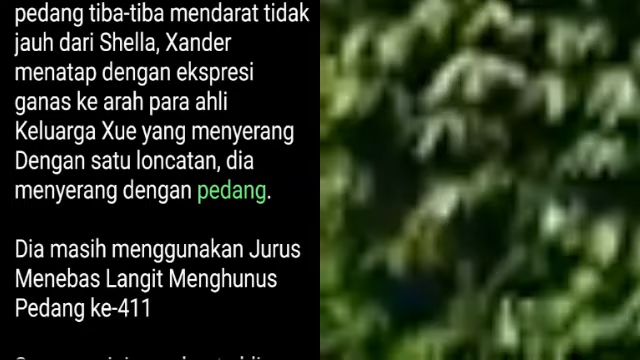 pedang tiba-tiba mendarat tidak
jauh dari Shella, Xander
menatap dengan ekspresi
ganas ke arah para ahli
Keluarga Xue yang menyerang
Dengan satu loncatan, dia
menyerang dengan pedang.
Dia masih menggunakan Jurus
Menebas Langit Menghunus
Pedang ke-411